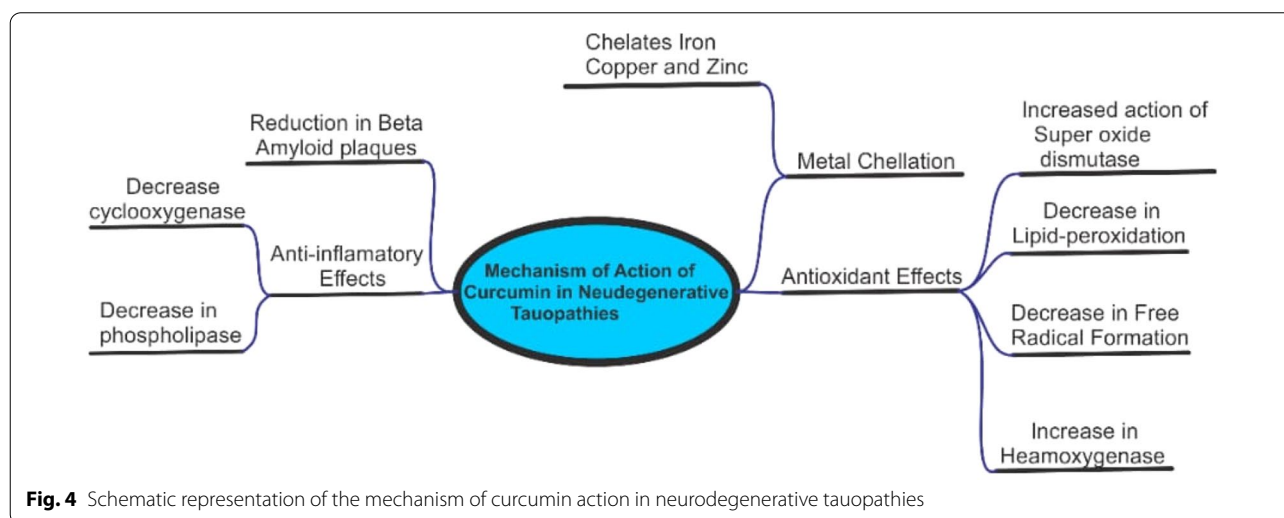 Chelates Iron
Copper and Zinc
Reduction in Beta
Amyloid plaques
Increased action of
Super oxide
dismutase
Metal Chellation
Decrease
cyclooxygenase
Decrease in
Lipid-peroxidation
Anti-inflamatory
Effects
Mechanism of Action of
Curcumin in Neudegenerative
Tauopathies
Antioxidant Effects
Decrease in
phospholipase
Decrease in Free
Radical Formation
Increase in
Heamoxygenase
Fig. 4 Schematic representation of the mechanism of curcumin action in neurodegenerative tauopathies